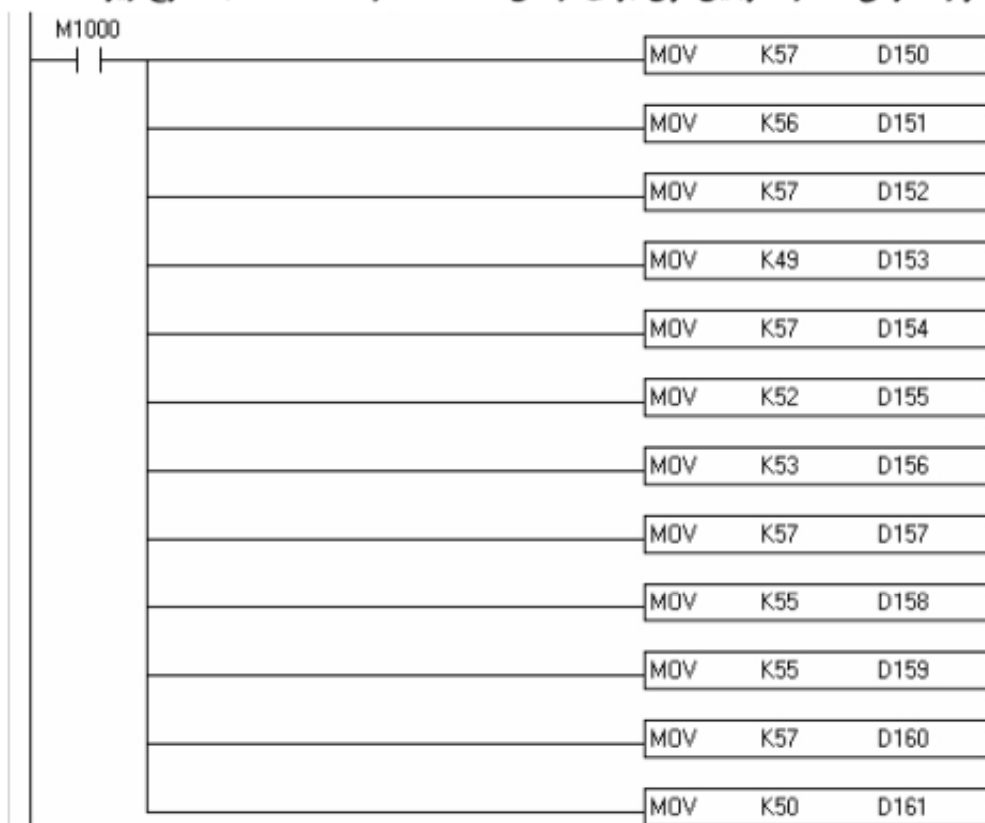 M1000
MOV K57 D150
MOV K56 D151
MOV K57 D152
MOV K49 D153
MOV K57 D154
MOV K52 D155
MOV K53 D156
MOV K57 D157
MOV K55 D158
MOV K55 D159
MOV K57 D160
MOV K50 D161